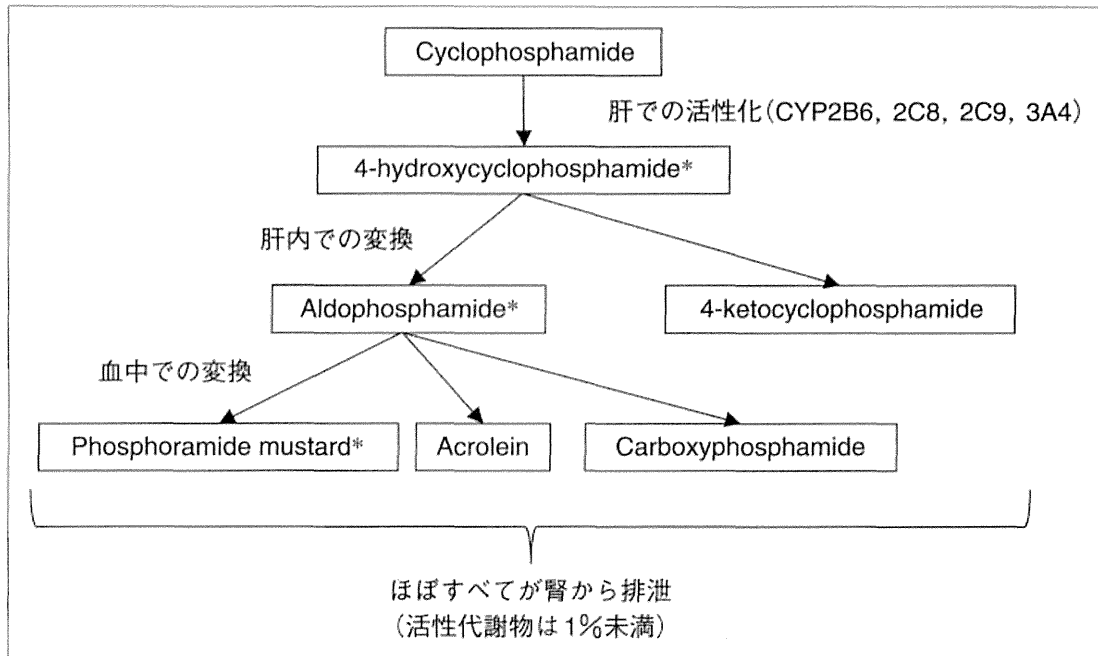 Cyclophosphamide
肝での活性化(CYP2B6, 2C8, 2C9, 3A4)
4-hydroxycyclophosphamide*
肝内での変換
Aldophosphamide*
4-ketocyclophosphamide
血中での変換
Phosphoramide mustard*
Acrolein
Carboxyphosphamide
ほぼすべてが腎から排泄
(活性代謝物は1%未満)